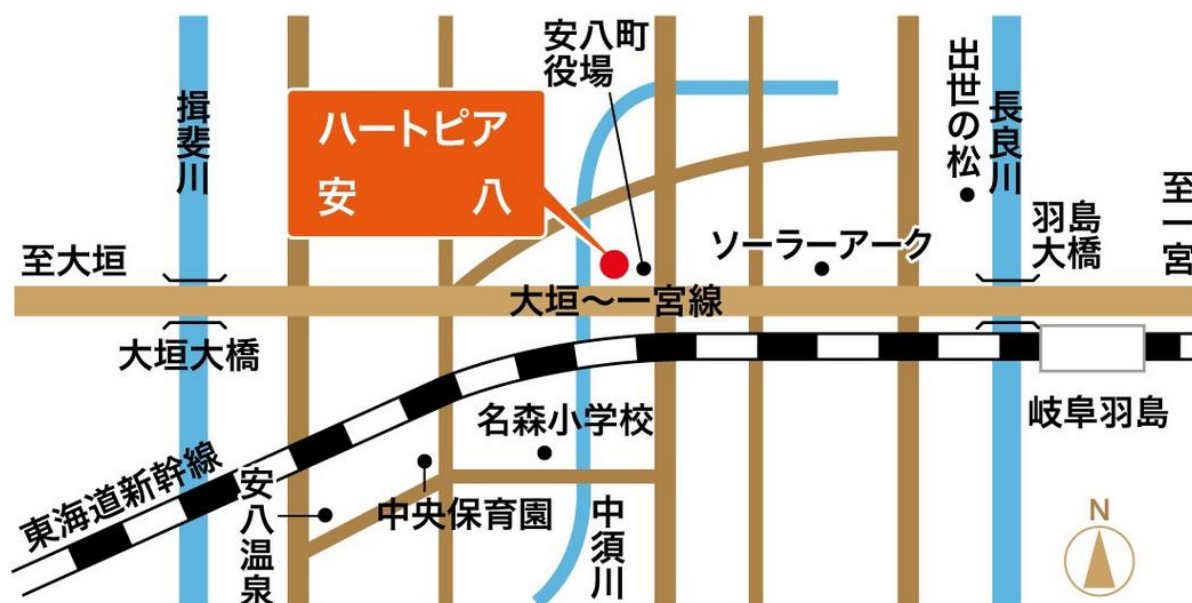 安八町
役場
出世の松
揖斐川
長良川
ハートピア
安 八
至一宮
羽島
大橋
ソーラーアーク
至大垣
大垣〜一宮線
大垣大橋
岐阜羽島
名森小学校
東海道新幹線
安八温泉
中央保育園
中須川
N